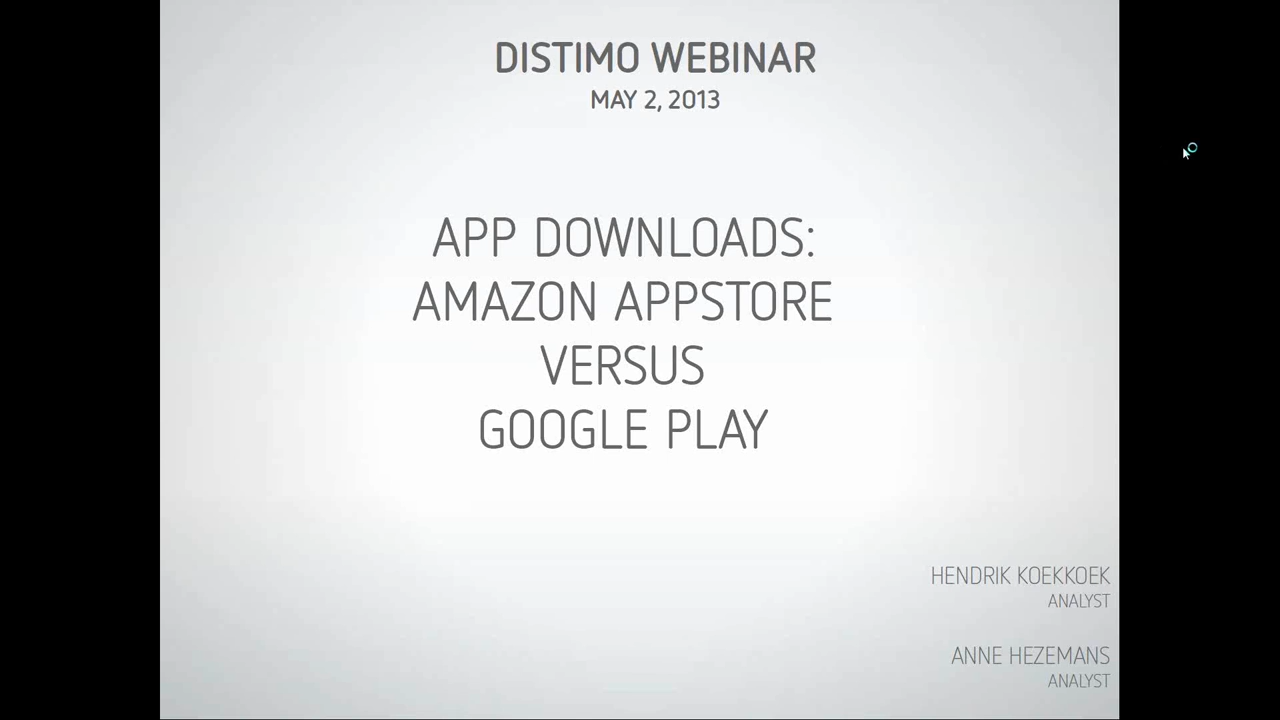 DISTIMO WEBINAR
MAY 2, 2013
APP DOWNLOADS:
AMAZON APPSTORE
VERSUS
GOOGLE PLAY
HENDRIK KOEKKOEK
ANALYST
ANNE HEZEMANS
ANALYST